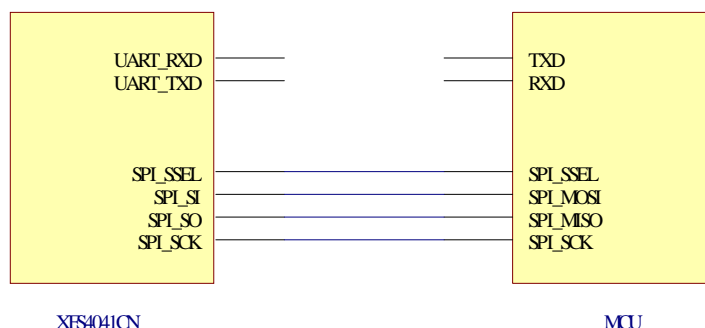 UART_RXD TXD
UART_TXD RXD
SPI_SSEL SPI_SSEL
SPI_SI SPI_MOSI
SPI_SO SPI_MISO
SPI_SCK SPI_SCK
XFS4041CN MCU